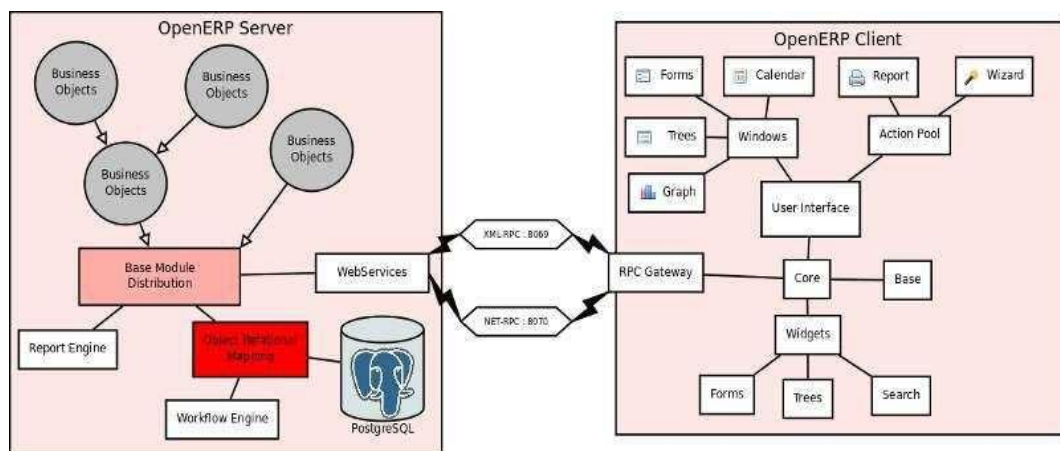 OpenERP Server
Business
Objects
Business
Objects
Business
Objects
Business
Objects
Base Module
Distribution
WebServices
Report Engine
Object Relational
Mapping
Workflow Engine
PostgreSQL
XML-RPC : 8069
NET-RPC : 8070
OpenERP Client
Forms
Calendar
Report
Wizard
Trees
Windows
Action Pool
Graph
User Interface
RPC Gateway
Core
Base
Widgets
Forms
Trees
Search